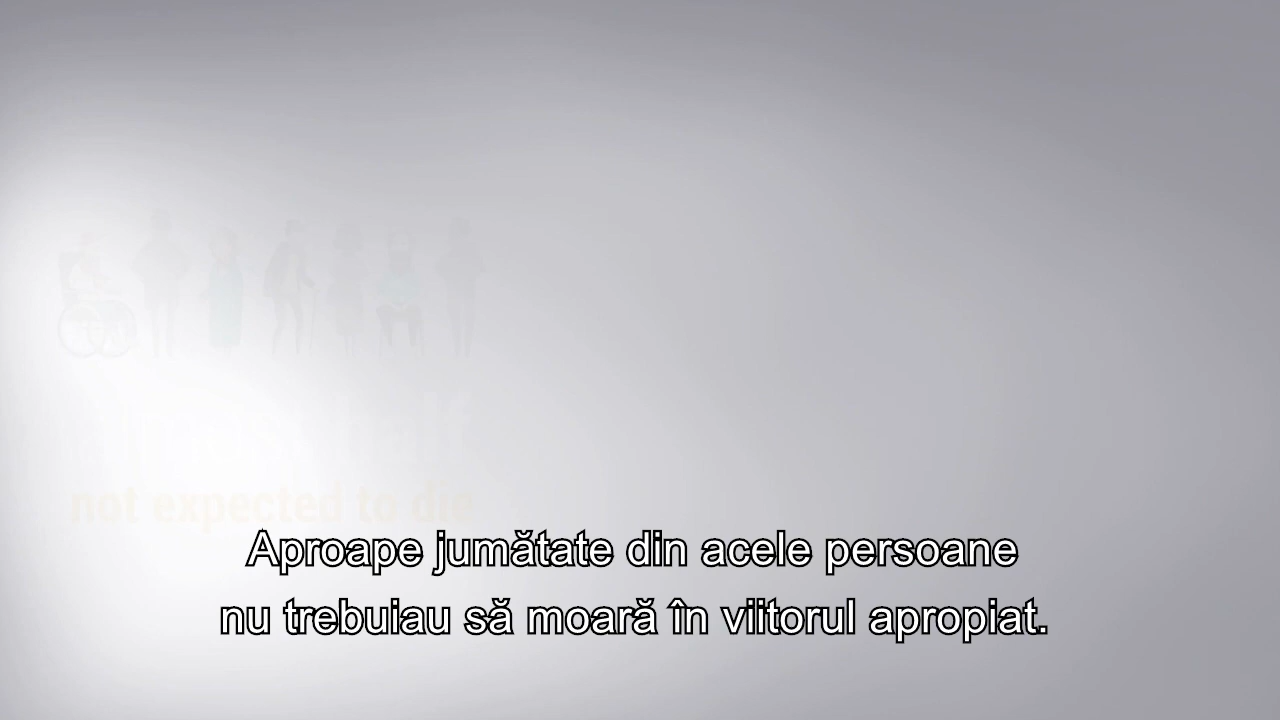 not expected to die
Aproape jumătate din acele persoane
nu trebuiau să moară în viitorul apropiat.